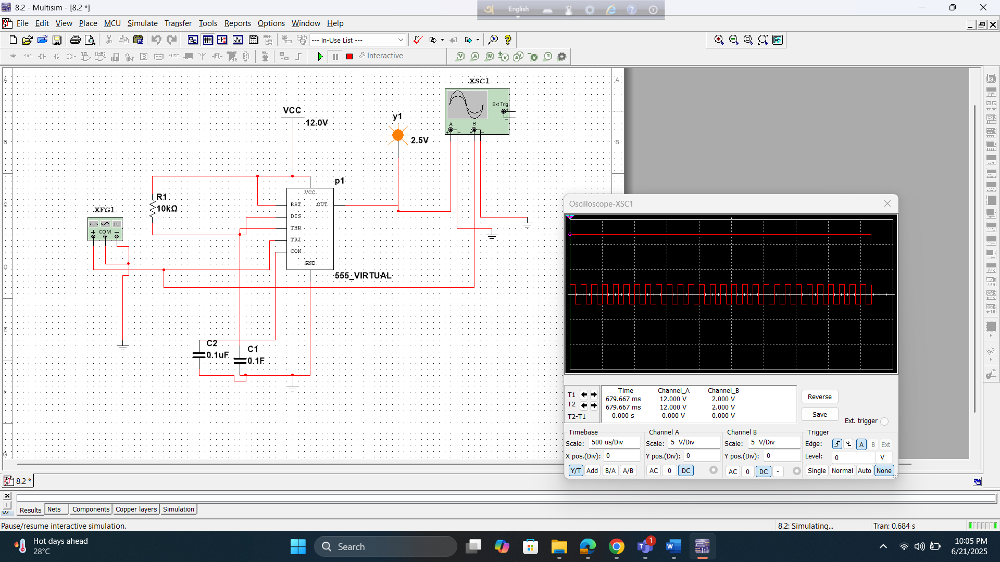 8.2 - Multisim - [8.2 *]
English
File Edit View Place MCU Simulate Transfer Tools Reports Options Window Help
--- In-Use List ---
MISC
Interactive
A
B
C
D
E
F
G
A
B
XSC1
Ext Trig
A
B
VCC
12.0V
y1
2.5V
p1
R1
10kΩ
XFG1
COM
VCC
RST
OUT
DIS
THR
TRI
CON
GND
555_VIRTUAL
C2
0.1uF
C1
0.1F
Oscilloscope-XSC1
Time Channel_A Channel_B
T1 679.667 ms 12.000 V 2.000 V
T2 679.667 ms 12.000 V 2.000 V
T2-T1 0.000 s 0.000 V 0.000 V
Reverse
Save
Ext. trigger
Timebase Channel A Channel B Trigger
Scale: 500 us/Div Scale: 5 V/Div Scale: 5 V/Div Edge: A B Ext
X pos.(Div): 0 Y pos.(Div): 0 Y pos.(Div): 0 Level: 0 V
Y/T Add B/A A/B AC 0 DC AC 0 DC - Single Normal Auto None
8.2 *
Results Nets Components Copper layers Simulation
Pause/resume interactive simulation.
8.2: Simulating...
Tran: 0.684 s
Hot days ahead
28°C
Search
1
10:05 PM
6/21/2025